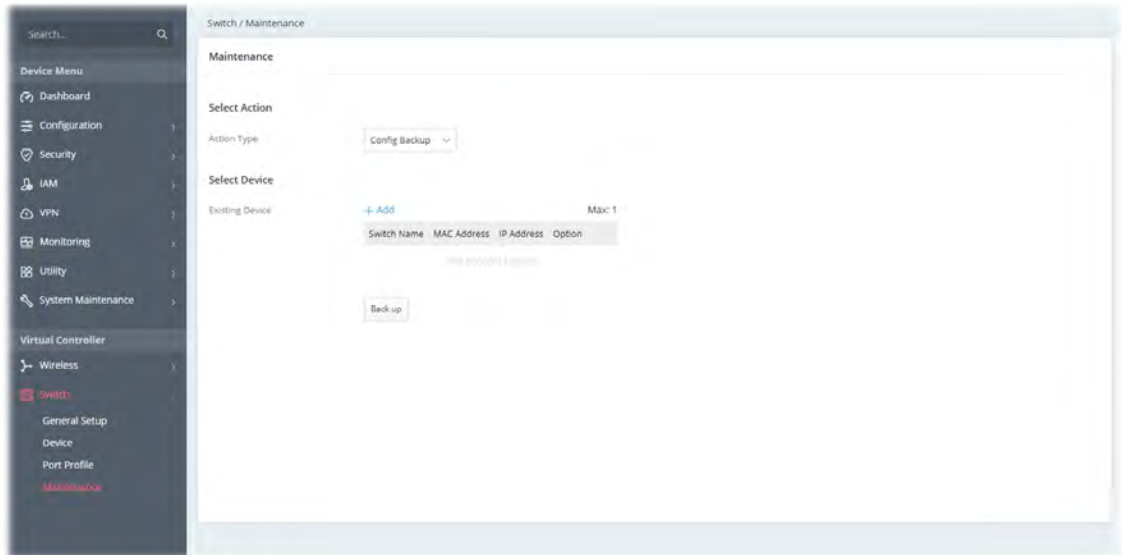 Search...
Switch / Maintenance
Maintenance
Device Menu
Dashboard
Configuration
Security
IAM
VPN
Monitoring
Utility
System Maintenance
Virtual Controller
Wireless
Switch
General Setup
Device
Port Profile
Maintenance
Select Action
Action Type
Config Backup
Select Device
Existing Device
+ Add
Max: 1
Switch Name MAC Address IP Address Option
Back up